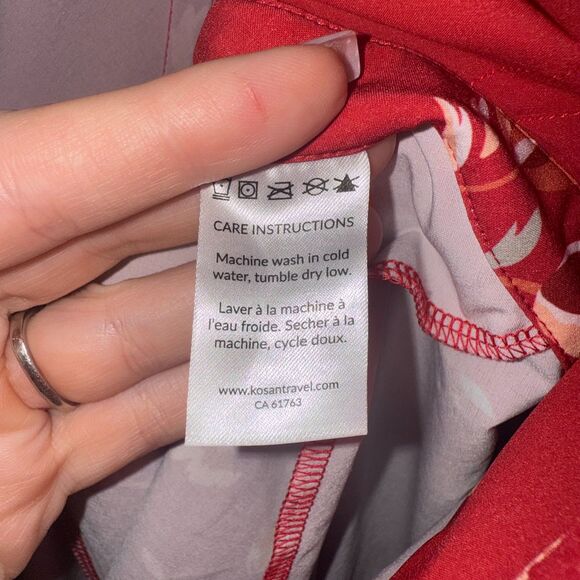 CARE INSTRUCTIONS
Machine wash in cold
water, tumble dry low.
Laver à la machine à
l'eau froide. Secher à la
machine, cycle doux.
www.kosantravel.com
CA 61763